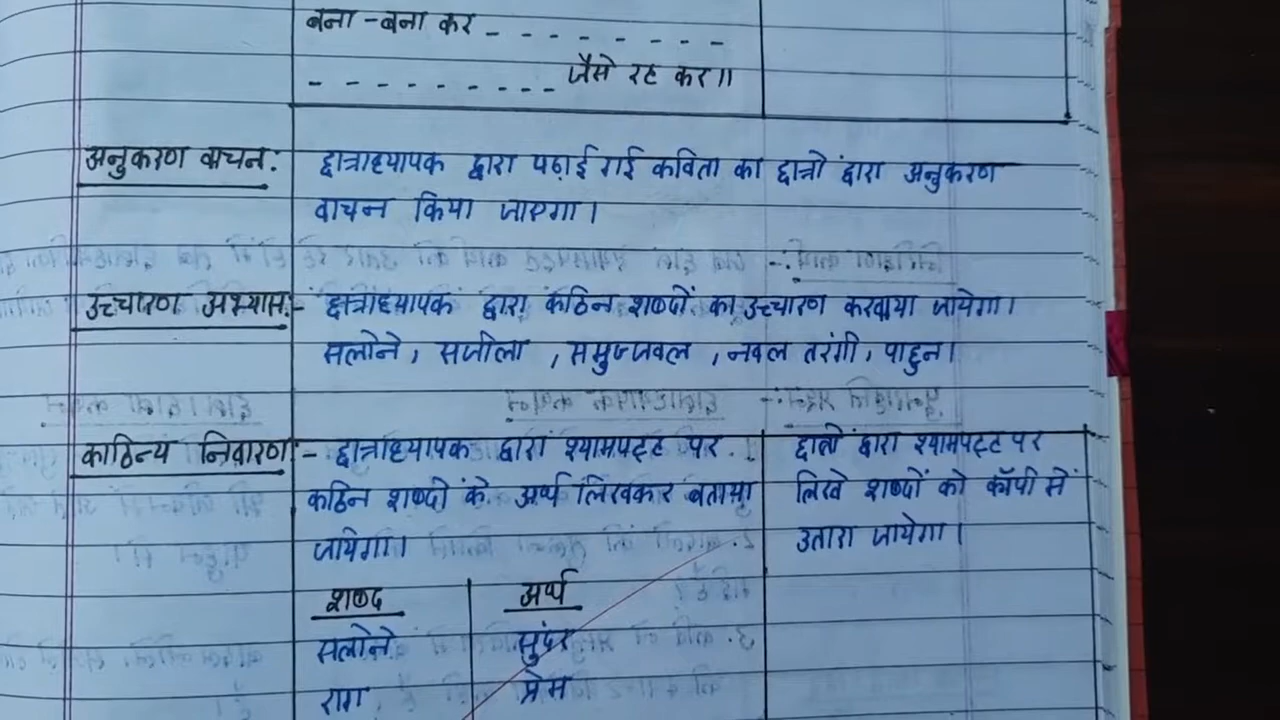 बना-बना कर - - - - - - - -
- - - - - - - - - जैसे रह कर॥
अनुकरण वाचन: छात्राध्यापक द्वारा पढ़ाई गई कविता का छात्रों द्वारा अनुकरण
वाचन किया जाएगा।
उच्चारण अभ्यास:- छात्राध्यापक द्वारा कठिन शब्दों का उच्चारण करवाया जायेगा।
सलोने, सजीला, समुज्जवल, नवल तरंगी, पाहुन।
काठिन्य निवारण:- छात्राध्यापक द्वारा श्यामपट्ट पर छात्रों द्वारा श्यामपट्ट पर
कठिन शब्दों के अर्थ लिखकर बताया लिखे शब्दों को कॉपी में
जायेगा। उतारा जायेगा।
शब्द अर्थ
सलोने सुंदर
राग प्रेम